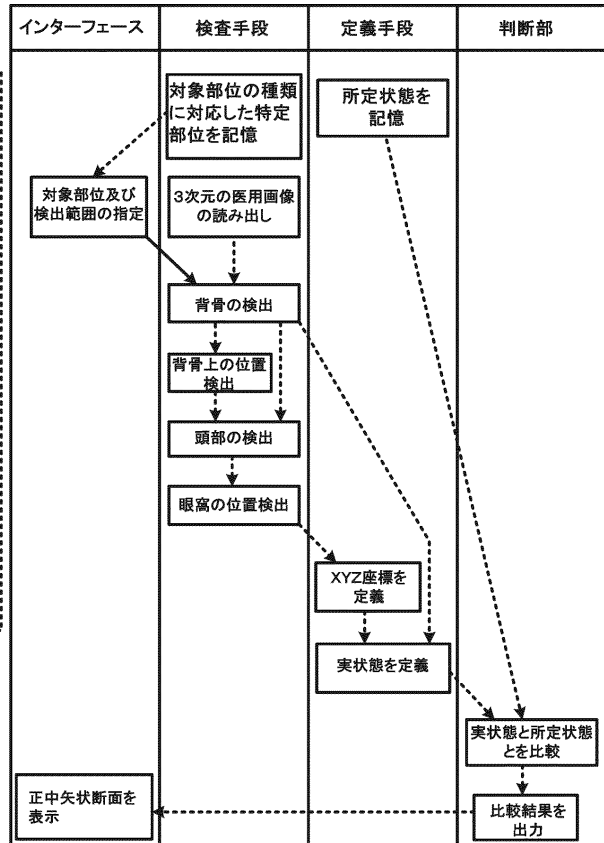 インターフェース
検査手段
定義手段
判断部
対象部位の種類
に対応した特定
部位を記憶
所定状態を
記憶
対象部位及び
検出範囲の指定
3次元の医用画像
の読み出し
背骨の検出
背骨上の位置
検出
頭部の検出
眼窩の位置検出
XYZ座標を
定義
実状態を定義
実状態と所定状態
とを比較
正中矢状断面を
表示
比較結果を
出力